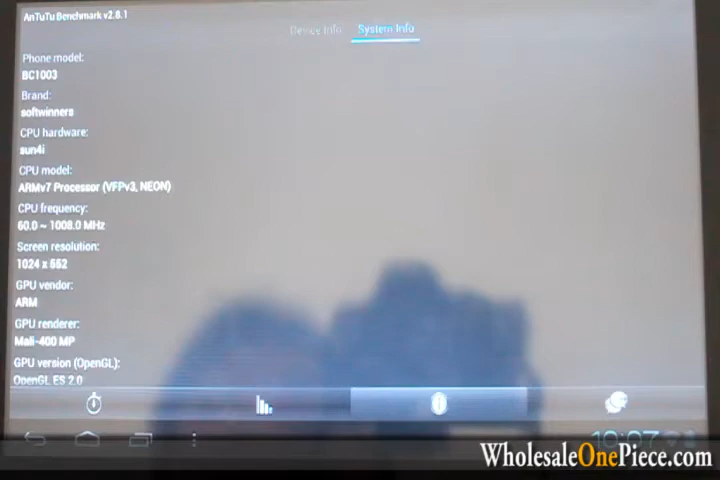 AnTuTu Benchmark v2.8.1
Device Info System Info
Phone model:
BC1003
Brand:
softwinners
CPU hardware:
sun4i
CPU model:
ARMv7 Processor (VFPv3, NEON)
CPU frequency:
60.0 ~ 1008.0 MHz
Screen resolution:
1024 x 552
GPU vendor:
ARM
GPU renderer:
Mali-400 MP
GPU version (OpenGL):
OpenGL ES 2.0
10:07
WholesaleOnePiece.com